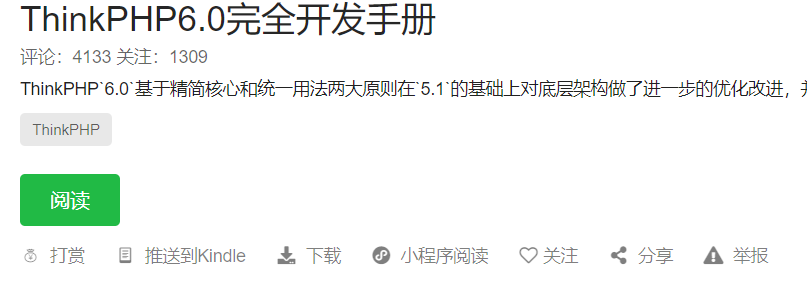 ThinkPHP6.0完全开发手册
评论：4133 关注：1309
ThinkPHP`6.0`基于精简核心和统一用法两大原则在`5.1`的基础上对底层架构做了进一步的优化改进，
ThinkPHP
阅读
打赏 推送到Kindle 下载 小程序阅读 关注 分享 举报